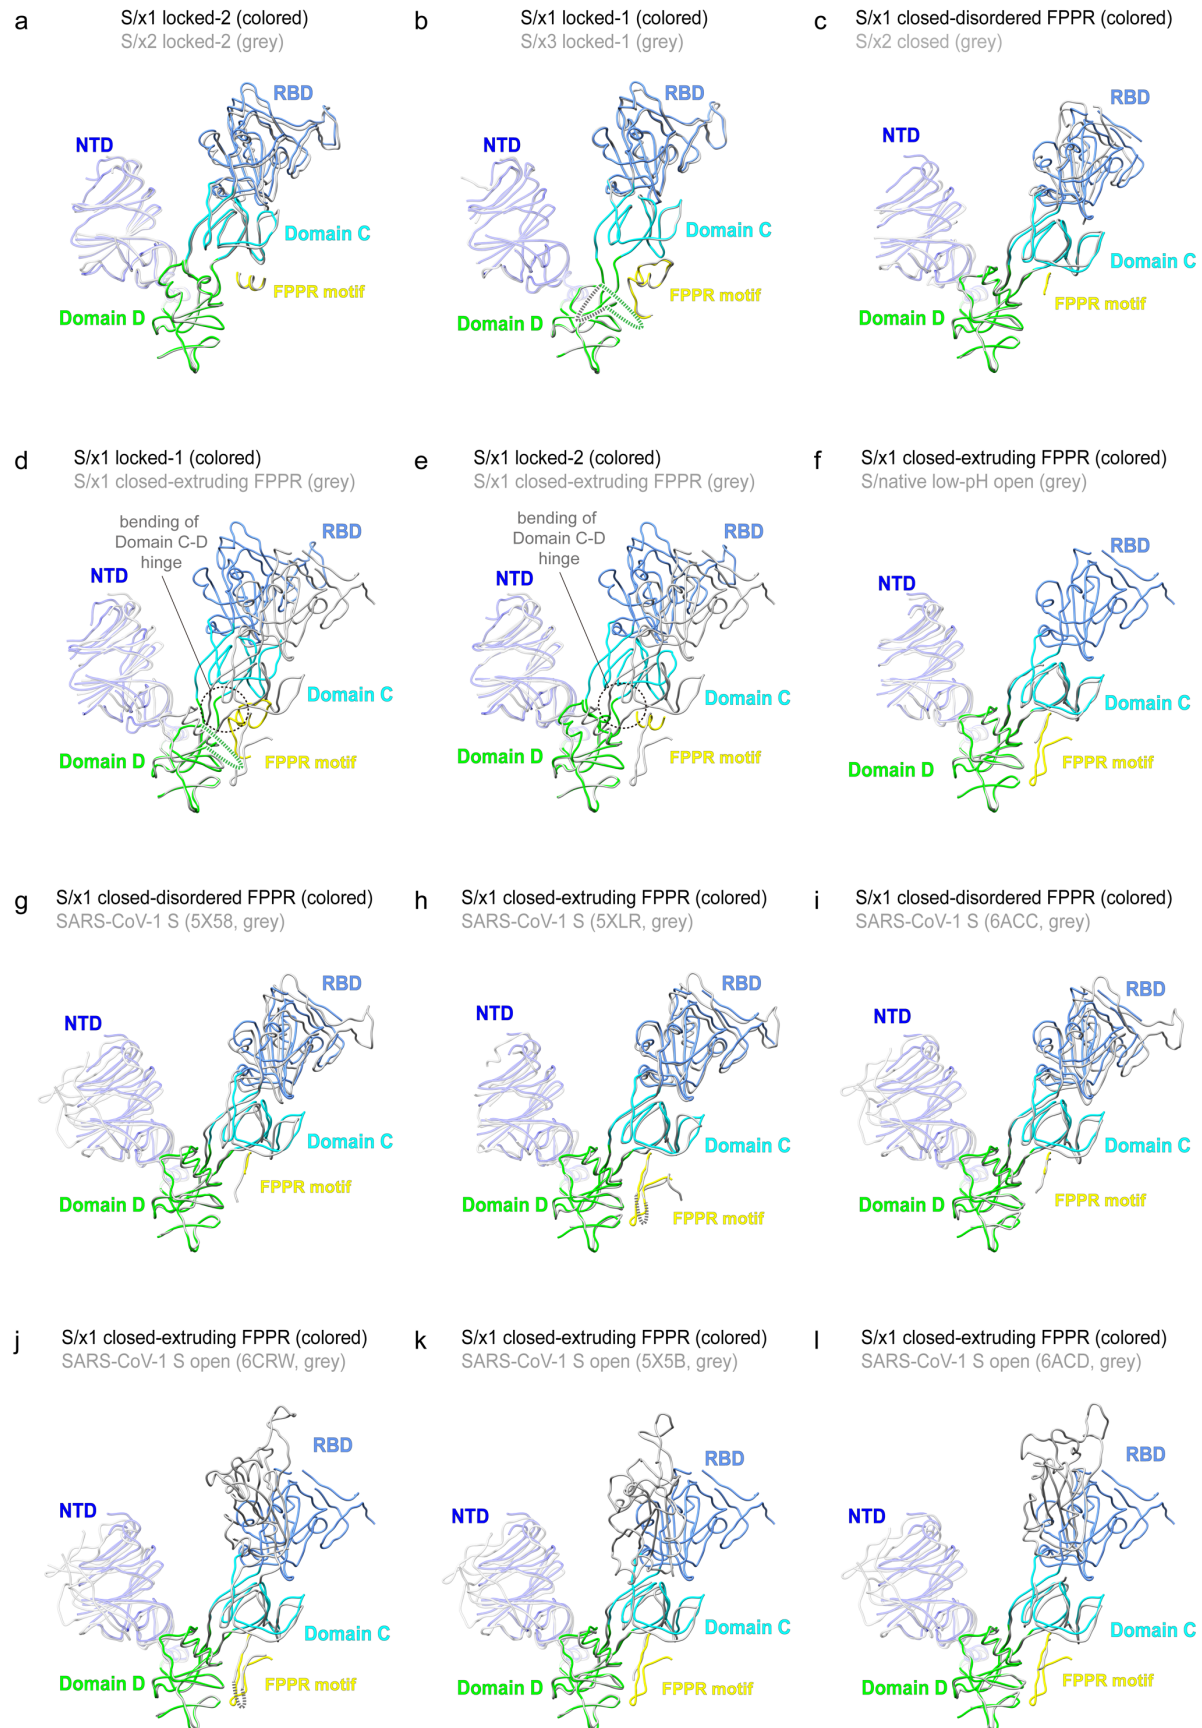 a
S/x1 locked-2 (colored)
S/x2 locked-2 (grey)
RBD
NTD
Domain C
FPPR motif
Domain D
b
S/x1 locked-1 (colored)
S/x3 locked-1 (grey)
RBD
NTD
Domain C
FPPR motif
Domain D
c
S/x1 closed-disordered FPPR (colored)
S/x2 closed (grey)
RBD
NTD
Domain C
FPPR motif
Domain D
d
S/x1 locked-1 (colored)
S/x1 closed-extruding FPPR (grey)
bending of
Domain C-D
hinge
RBD
NTD
Domain C
FPPR motif
Domain D
e
S/x1 locked-2 (colored)
S/x1 closed-extruding FPPR (grey)
bending of
Domain C-D
hinge
RBD
NTD
Domain C
FPPR motif
Domain D
f
S/x1 closed-extruding FPPR (colored)
S/native low-pH open (grey)
RBD
NTD
Domain C
FPPR motif
Domain D
g
S/x1 closed-disordered FPPR (colored)
SARS-CoV-1 S (5X58, grey)
RBD
NTD
Domain C
FPPR motif
Domain D
h
S/x1 closed-extruding FPPR (colored)
SARS-CoV-1 S (5XLR, grey)
RBD
NTD
Domain C
FPPR motif
Domain D
i
S/x1 closed-disordered FPPR (colored)
SARS-CoV-1 S (6ACC, grey)
RBD
NTD
Domain C
FPPR motif
Domain D
j
S/x1 closed-extruding FPPR (colored)
SARS-CoV-1 S open (6CRW, grey)
RBD
NTD
Domain C
FPPR motif
Domain D
k
S/x1 closed-extruding FPPR (colored)
SARS-CoV-1 S open (5X5B, grey)
RBD
NTD
Domain C
FPPR motif
Domain D
l
S/x1 closed-extruding FPPR (colored)
SARS-CoV-1 S open (6ACD, grey)
RBD
NTD
Domain C
FPPR motif
Domain D